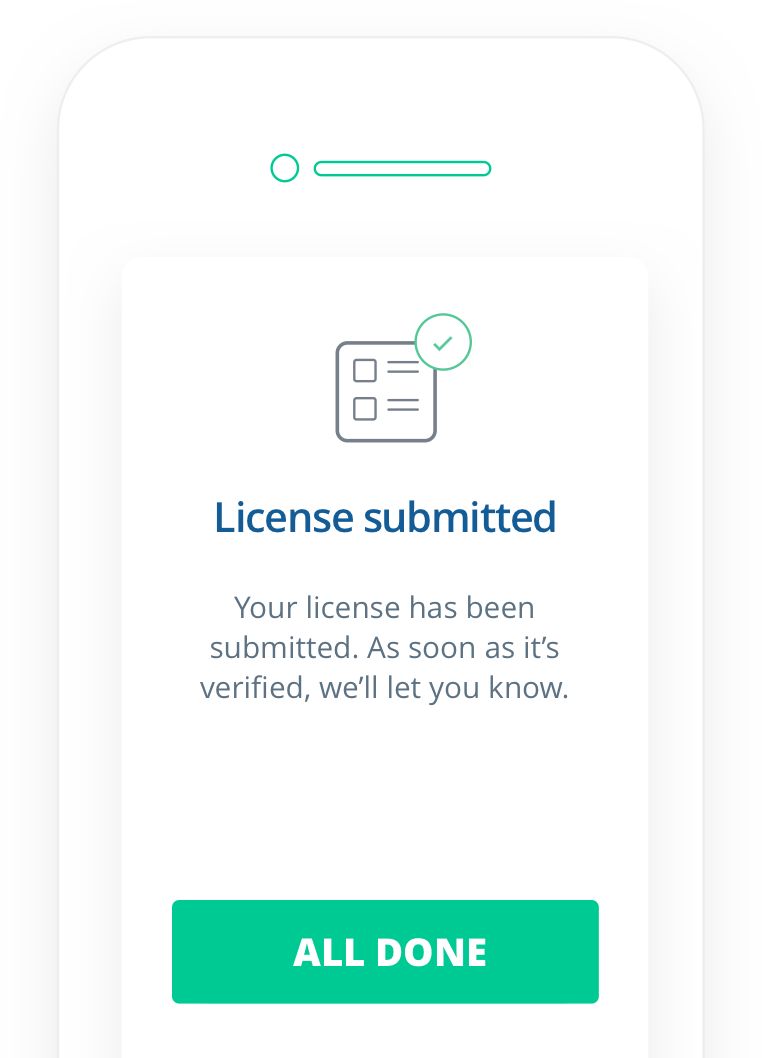 License submitted
Your license has been
submitted. As soon as it’s
verified, we’ll let you know.
ALL DONE